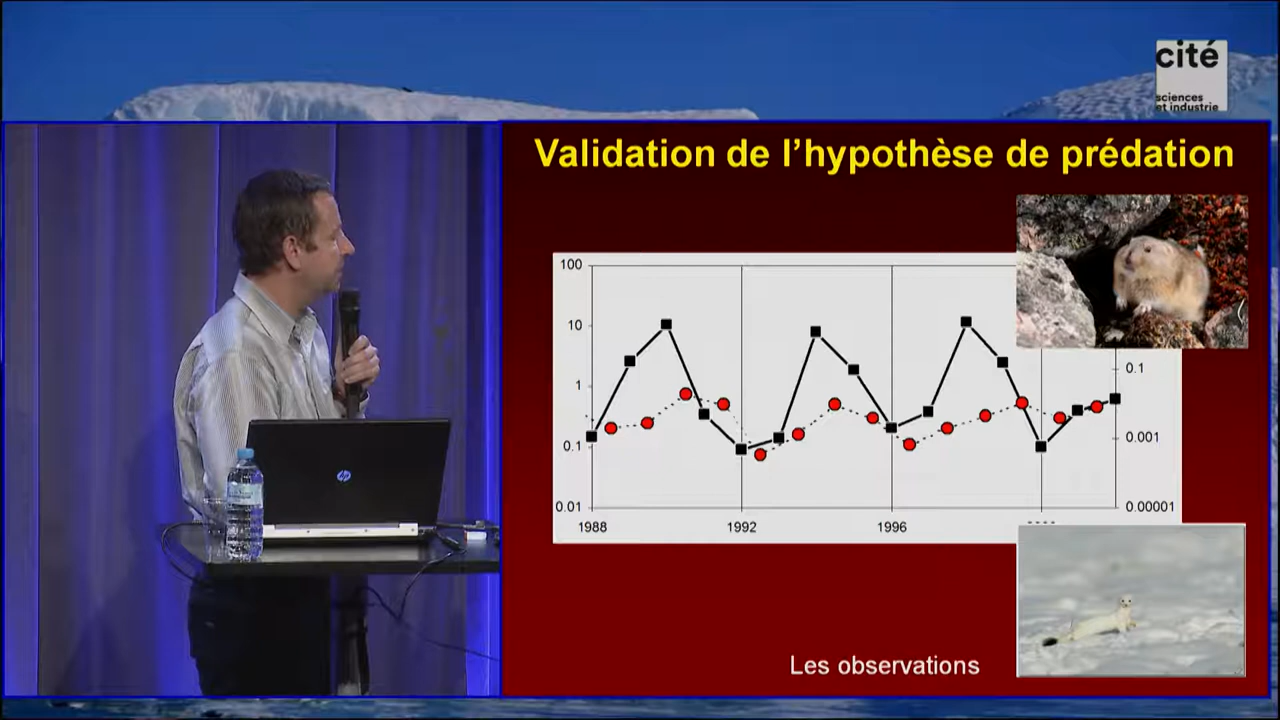 cité
sciences
et industrie
Validation de l'hypothèse de prédation
100
10
1
0.1
0.01
0.1
0.001
0.00001
1988
1992
1996
hp
Les observations